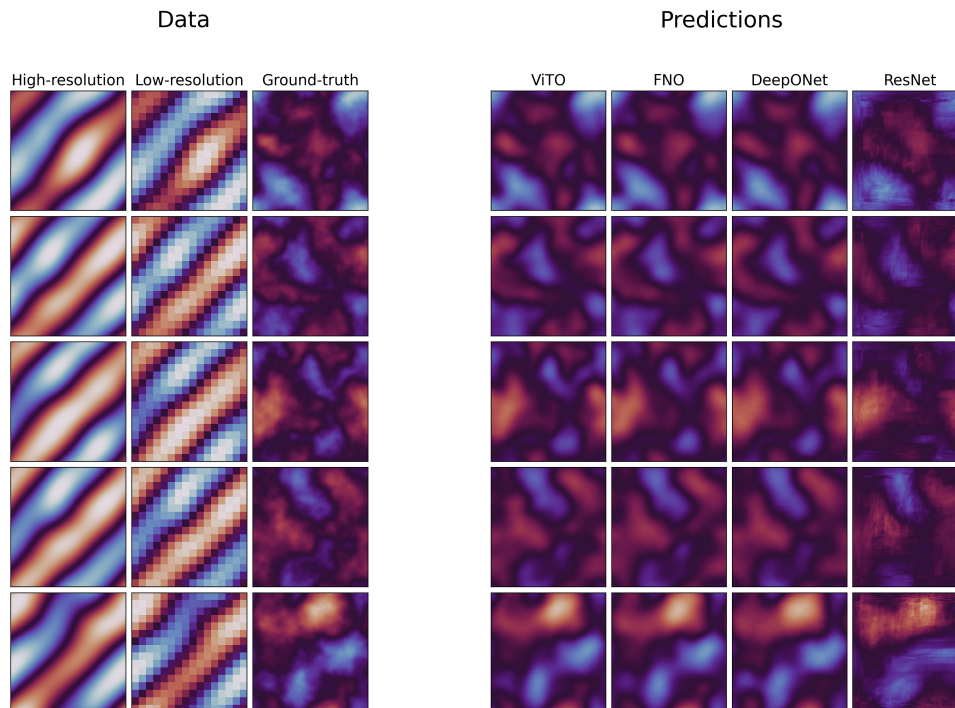 Data
Predictions
High-resolution Low-resolution Ground-truth
ViTO FNO DeepONet ResNet